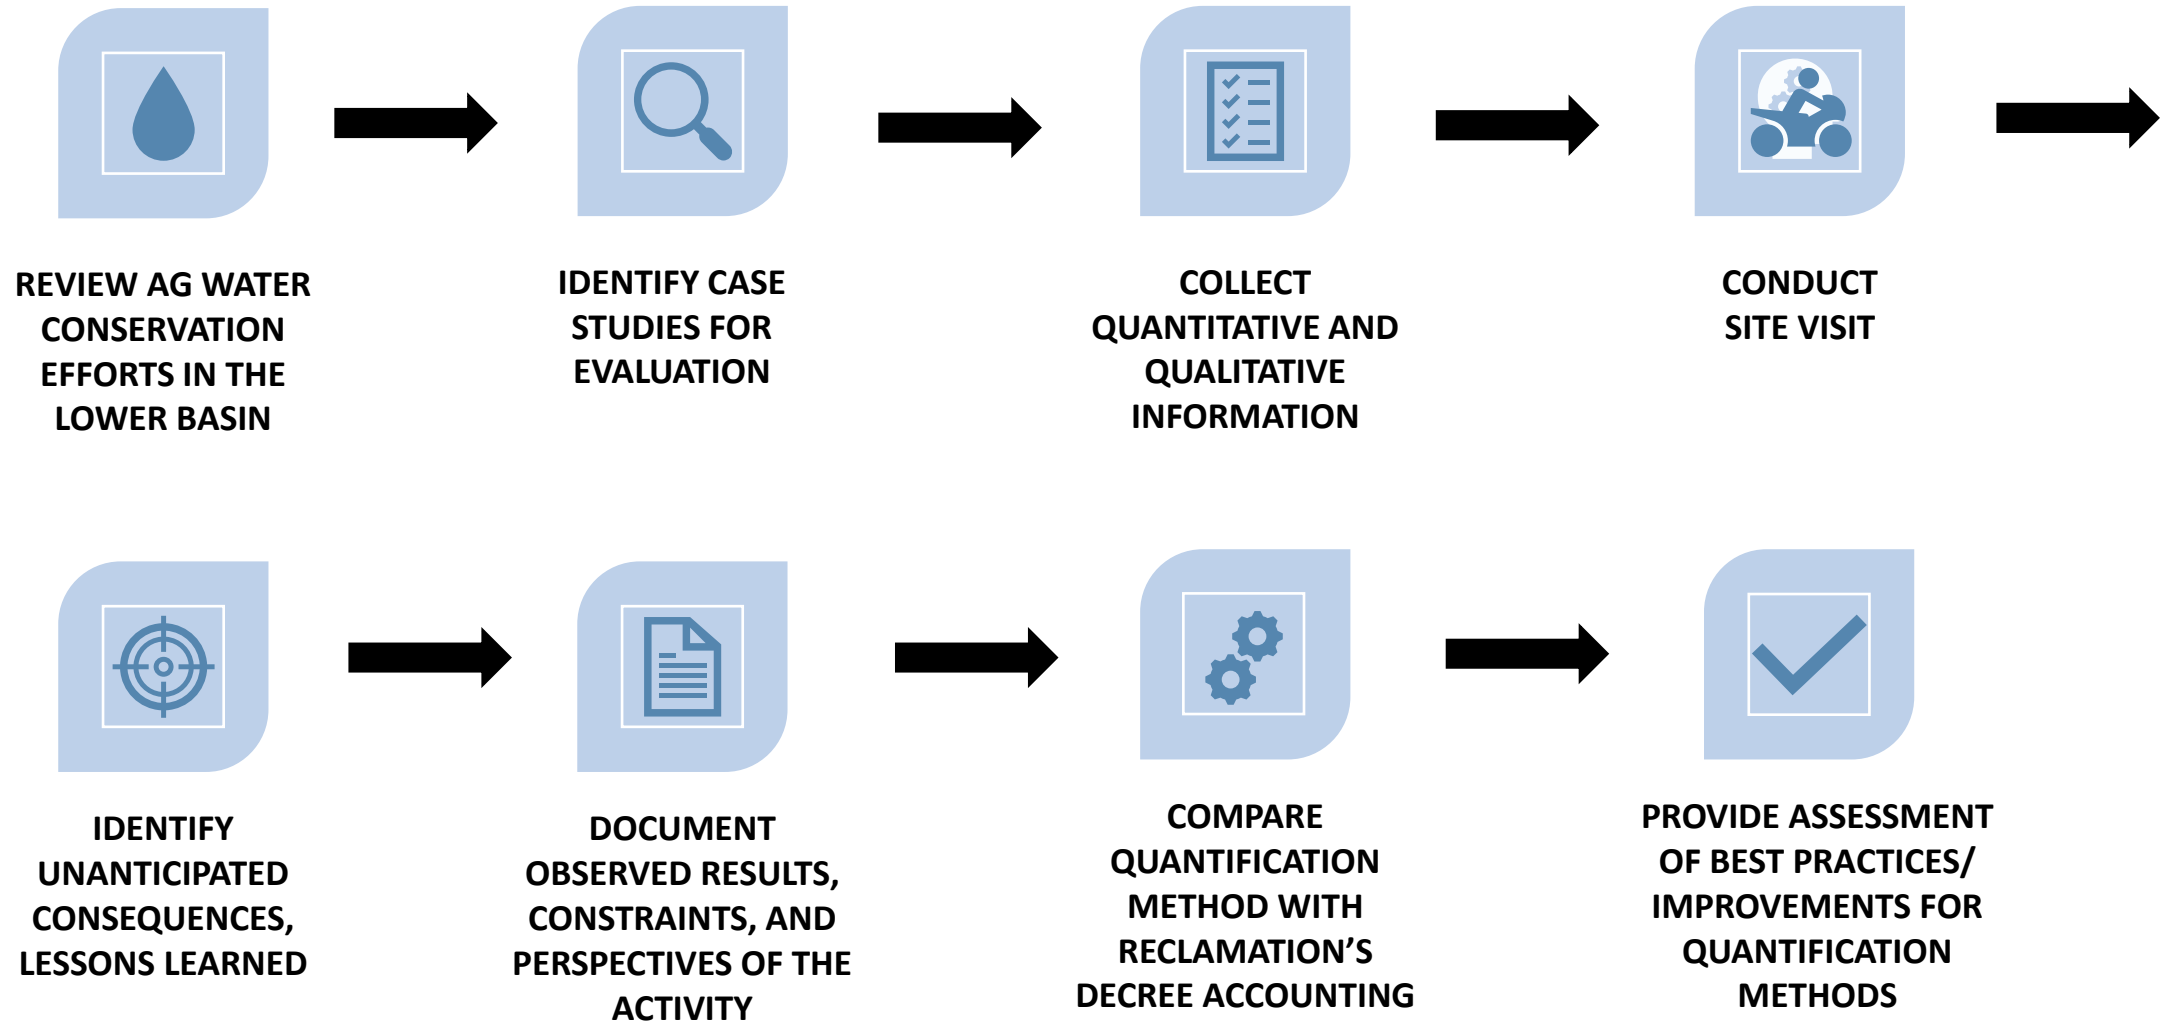 REVIEW AG WATER
CONSERVATION
EFFORTS IN THE
LOWER BASIN
IDENTIFY CASE
STUDIES FOR
EVALUATION
COLLECT
QUANTITATIVE AND
QUALITATIVE
INFORMATION
CONDUCT
SITE VISIT
IDENTIFY
UNANTICIPATED
CONSEQUENCES,
LESSONS LEARNED
DOCUMENT
OBSERVED RESULTS,
CONSTRAINTS, AND
PERSPECTIVES OF THE
ACTIVITY
COMPARE
QUANTIFICATION
METHOD WITH
RECLAMATION’S
DECREE ACCOUNTING
PROVIDE ASSESSMENT
OF BEST PRACTICES/
IMPROVEMENTS FOR
QUANTIFICATION
METHODS